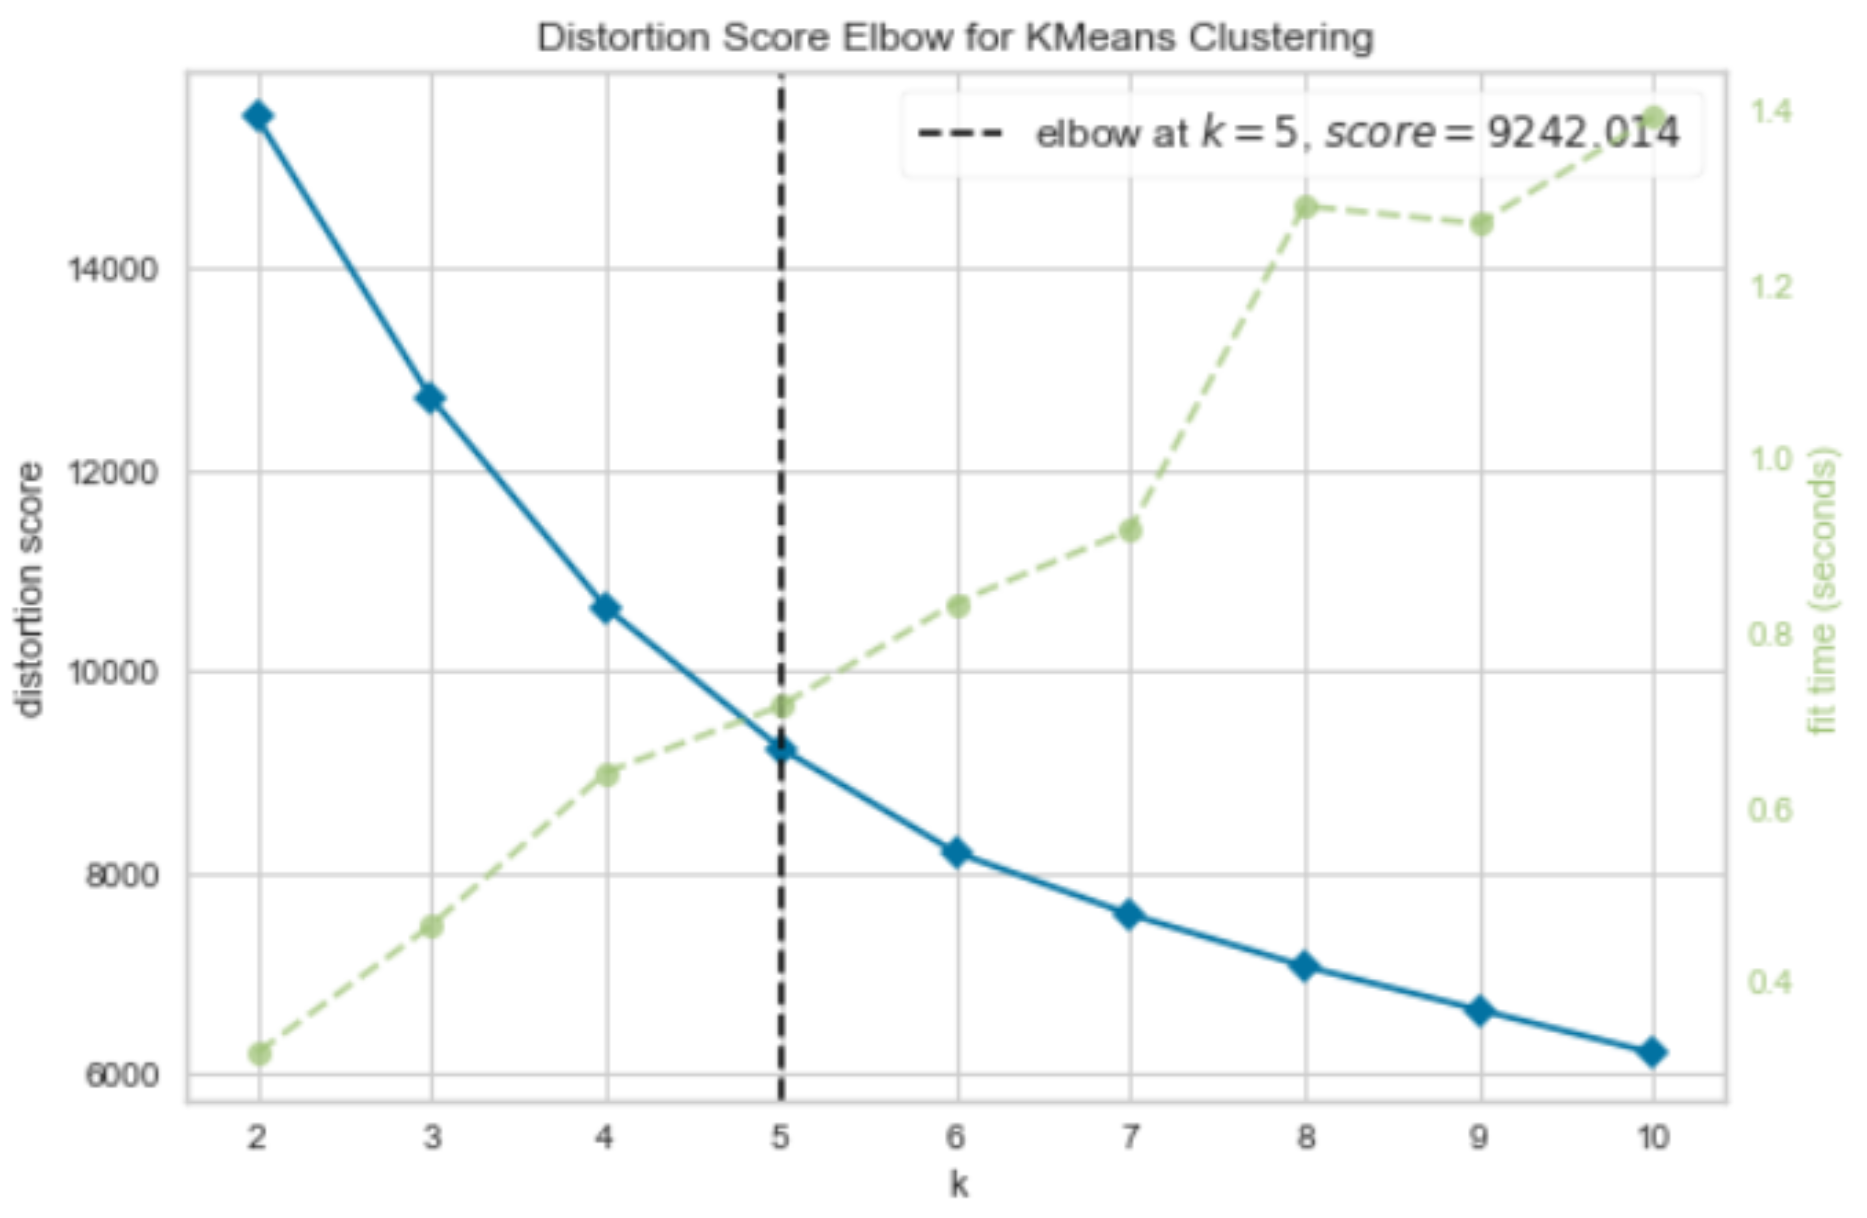 Distortion Score Elbow for KMeans Clustering
elbow at k = 5, score = 9242.014
distortion score
14000
12000
10000
8000
6000
1.4
1.2
1.0
0.8
0.6
0.4
fit time (seconds)
2 3 4 5 6 7 8 9 10
k